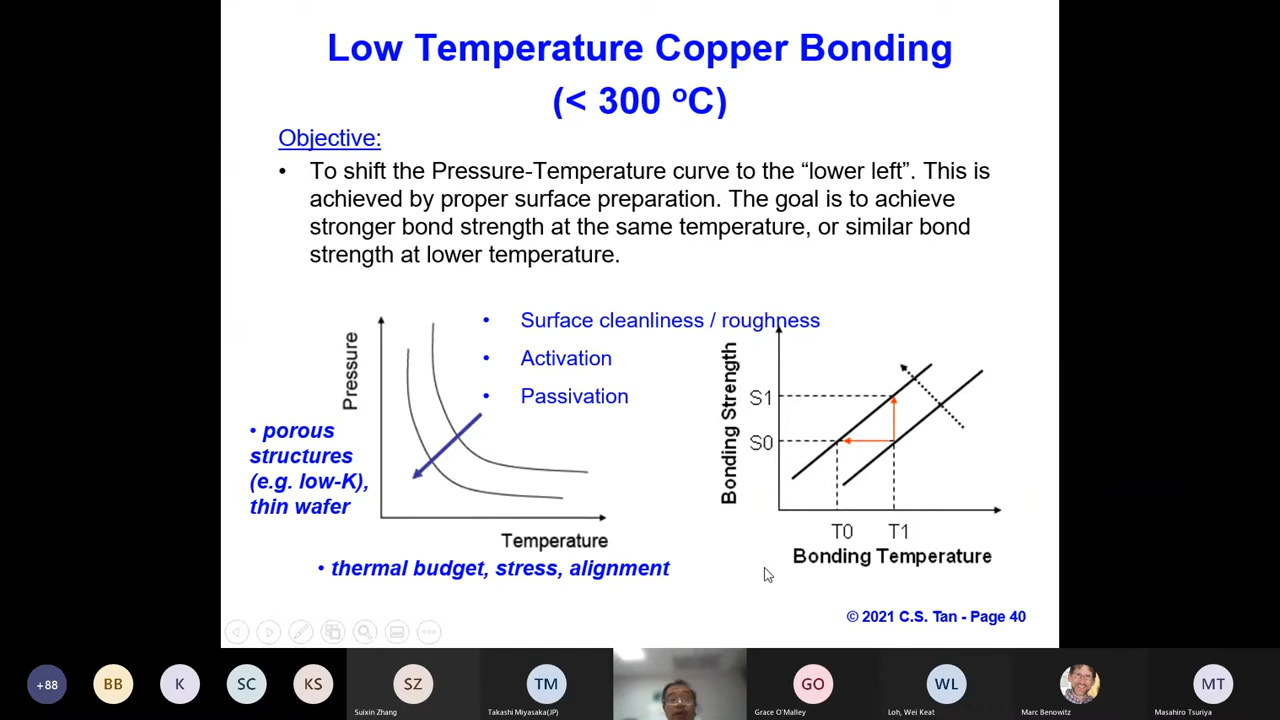 Low Temperature Copper Bonding
(< 300 ºC)
Objective:
• To shift the Pressure-Temperature curve to the “lower left”. This is
achieved by proper surface preparation. The goal is to achieve
stronger bond strength at the same temperature, or similar bond
strength at lower temperature.
• Surface cleanliness / roughness
• Activation
• Passivation
Pressure
• porous
structures
(e.g. low-K),
thin wafer
Temperature
• thermal budget, stress, alignment
Bonding Strength
S1
S0
T0 T1
Bonding Temperature
© 2021 C.S. Tan - Page 40
+88 BB K SC KS SZ TM GO WL MT
Suixin Zhang Takashi Miyasaka(JP) Grace O'Malley Loh, Wei Keat Marc Benowitz Masahiro Tsuriya